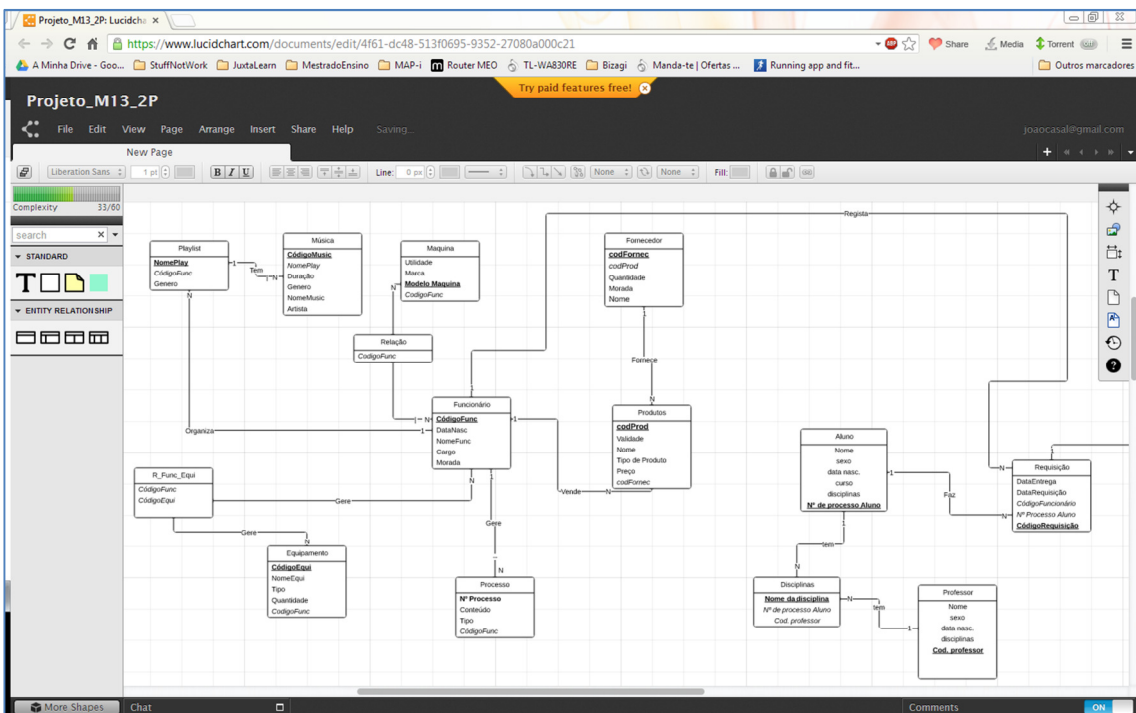 Projeto_M13_2P: Lucidcha ×
https://www.lucidchart.com/documents/edit/4f61-dc48-513f0695-9352-27080a000c21
Share Media Torrent
A Minha Drive - Goo... StuffNotWork JuxtaLearn MestradoEnsino MAP-i Router MEO TL-WA830RE Bizagi Manda-te | Ofertas ... Running app and fit... Outros marcadores
Try paid features free!
Projeto_M13_2P
File Edit View Page Arrange Insert Share Help Saving...
joaocasal@gmail.com
New Page
Liberation Sans 1 pt B I U Line: 0 px None None Fill:
Complexity 33/60
search
STANDARD
T
ENTITY RELATIONSHIP
Playlist
NomePlay
CódigoFunc
Genero
1
Tem
N
Música
CódigoMusic
NomePlay
Duração
Genero
NomeMusic
Artista
Maquina
Utilidade
Marca
Modelo Maquina
CodigoFunc
N
Relação
CodigoFunc
N
Fornecedor
codFornec
codProd
Quantidade
Morada
Nome
1
Fornece
N
Regista
Produtos
codProd
Validade
Nome
Tipo de Produto
Preço
codFornec
Funcionário
CódigoFunc
DataNasc
NomeFunc
Cargo
Morada
1
Vende
N
N
Organiza
1
R_Func_Equi
CódigoFunc
CódigoEqui
Gere
N
Gere
N
Equipamento
CódigoEqui
NomeEqui
Tipo
Quantidade
CodigoFunc
1
Gere
N
Processo
Nº Processo
Conteúdo
Tipo
CódigoFunc
Aluno
Nome
sexo
data nasc.
curso
disciplinas
Nº de processo Aluno
1
Faz
N
Requisição
DataEntrega
DataRequisição
CódigoFuncionário
Nº Processo Aluno
CódigoRequisição
1
N
1
tem
N
Disciplinas
Nome da disciplina
Nº de processo Aluno
Cod. professor
N
tem
1
Professor
Nome
sexo
data nasc.
disciplinas
Cod. professor
More Shapes Chat Comments ON